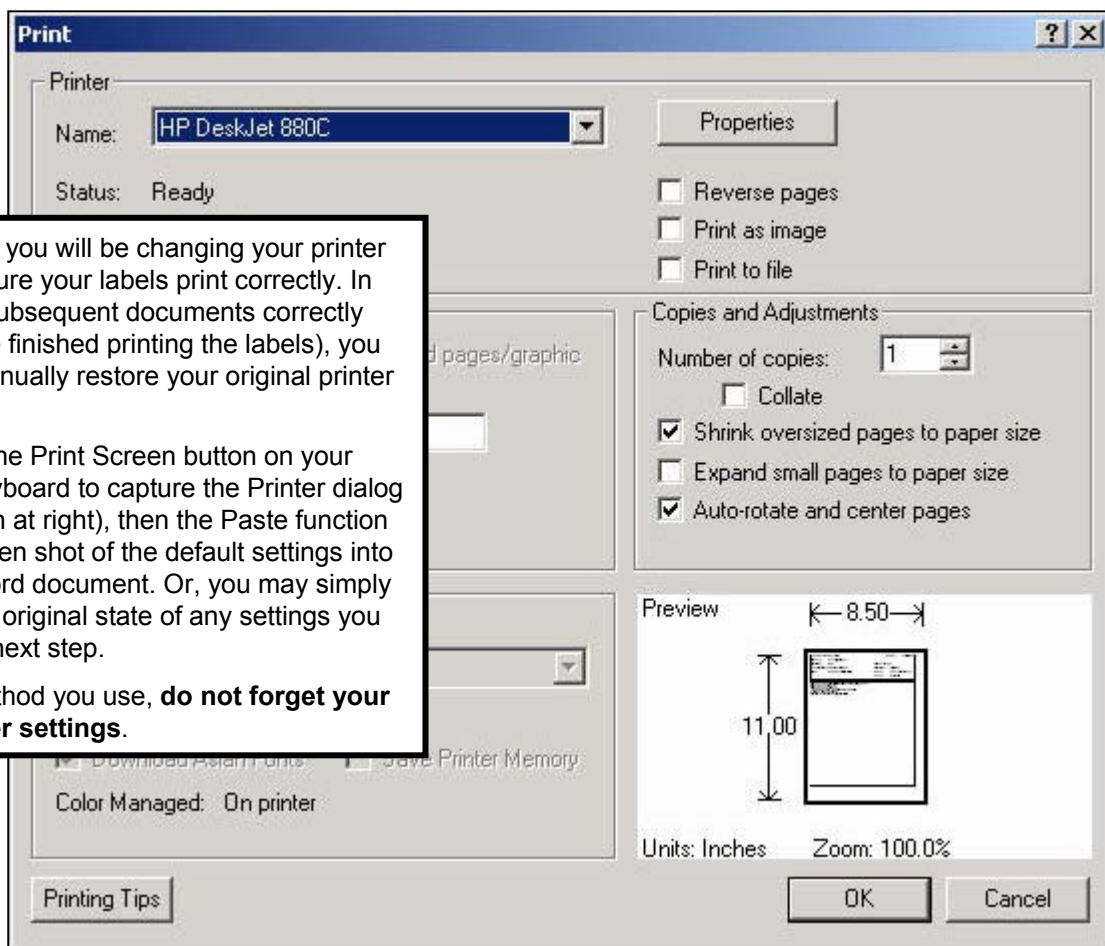 Print
Printer
Name: HP DeskJet 880C
Properties
Status: Ready
Reverse pages
Print as image
Print to file
you will be changing your printer
ure your labels print correctly. In
subsequent documents correctly
finished printing the labels), you
nually restore your original printer
he Print Screen button on your
yboard to capture the Printer dialog
n at right), then the Paste function
en shot of the default settings into
ord document. Or, you may simply
original state of any settings you
next step.
thod you use, do not forget your
er settings.
d pages/graphic
Copies and Adjustments
Number of copies: 1
Collate
Shrink oversized pages to paper size
Expand small pages to paper size
Auto-rotate and center pages
Download Asian Fonts Save Printer Memory
Color Managed: On printer
Preview
8.50
11.00
Units: Inches Zoom: 100.0%
Printing Tips
OK
Cancel